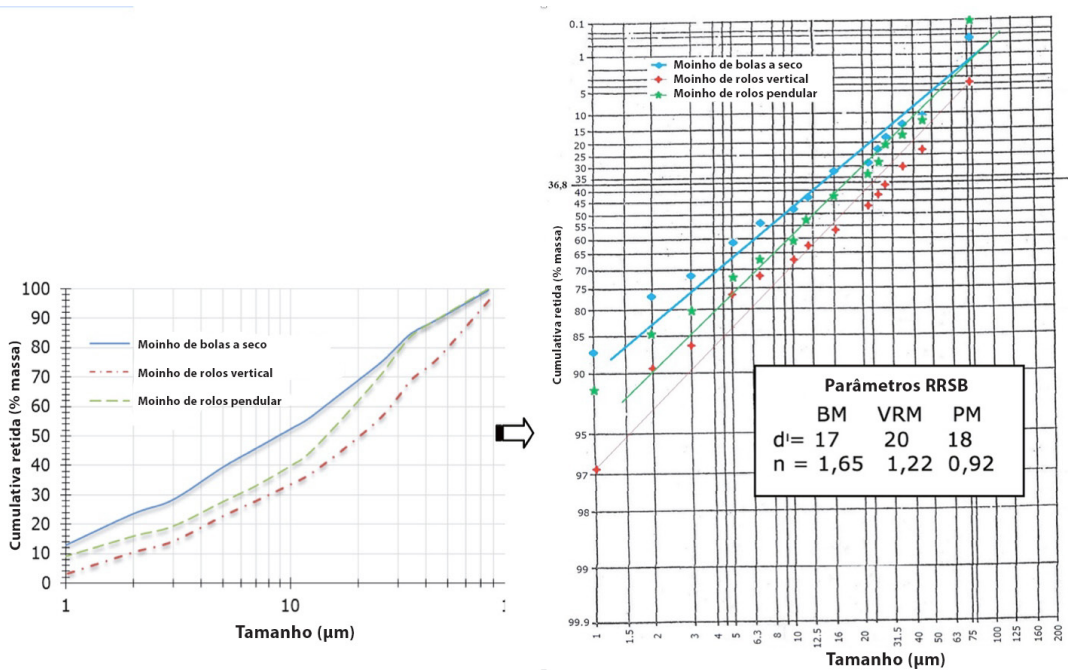 Cumulativa retida (% massa)
100
90
80
70
60
50
40
30
20
10
0
Moinho de bolas a seco
Moinho de rolos vertical
Moinho de rolos pendular
1
10
Tamanho (µm)
Cumulativa retida (% massa)
0.1
1
5
10
15
20
25
30
35
36,8
40
45
50
55
60
65
70
75
80
85
90
95
97
98
99
99.9
Moinho de bolas a seco
Moinho de rolos vertical
Moinho de rolos pendular
Parâmetros RRSB
BM VRM PM
d'= 17 20 18
n = 1,65 1,22 0,92
1 1.5 2 3 4 5 6.3 8 10 12.5 16 20 25 31.5 40 50 63 75 100 125 160 200
Tamanho (µm)